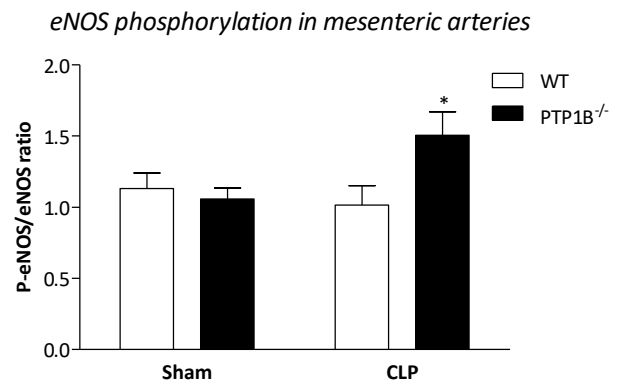 eNOS phosphorylation in mesenteric arteries
2.0
1.5
1.0
0.5
0.0
P-eNOS/eNOS ratio
*
WT
PTP1B⁻/⁻
Sham
CLP